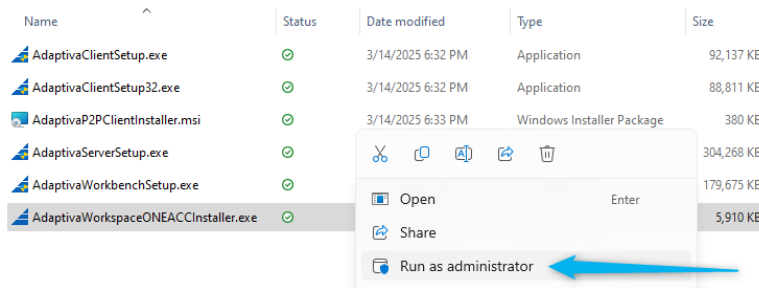 Name Status Date modified Type Size
AdaptivaClientSetup.exe 3/14/2025 6:32 PM Application 92,137 KB
AdaptivaClientSetup32.exe 3/14/2025 6:32 PM Application 88,811 KB
AdaptivaP2PClientInstaller.msi 3/14/2025 6:33 PM Windows Installer Package 380 KB
AdaptivaServerSetup.exe 304,268 KB
AdaptivaWorkbenchSetup.exe 179,675 KB
AdaptivaWorkspaceONEACCInstaller.exe 5,910 KB
Open Enter
Share
Run as administrator